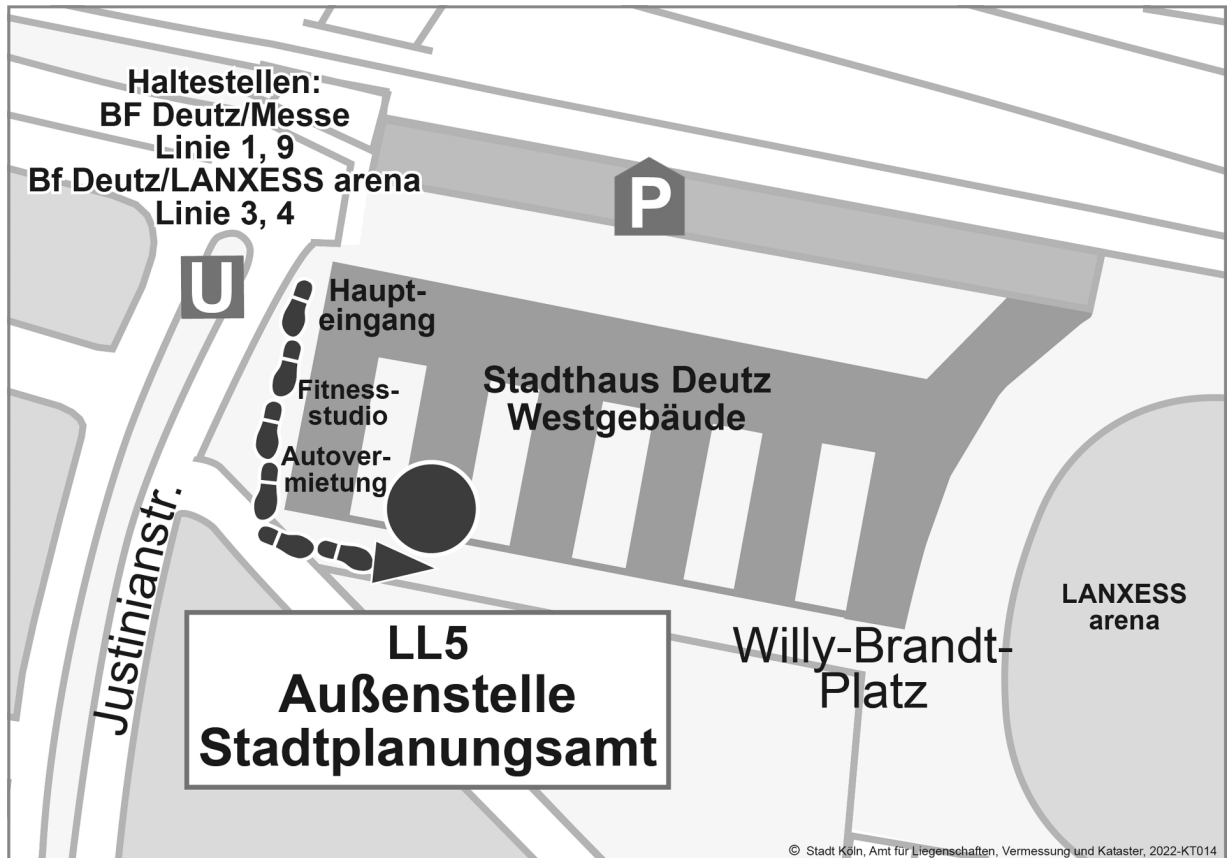 Haltestellen:
BF Deutz/Messe
Linie 1, 9
Bf Deutz/LANXESS arena
Linie 3, 4
P
U
Haupt-
eingang
Fitness-
studio
Autover-
mietung
Stadthaus Deutz
Westgebäude
Justinianstr.
LL5
Außenstelle
Stadtplanungsamt
Willy-Brandt-
Platz
LANXESS
arena
© Stadt Köln, Amt für Liegenschaften, Vermessung und Kataster, 2022-KT014